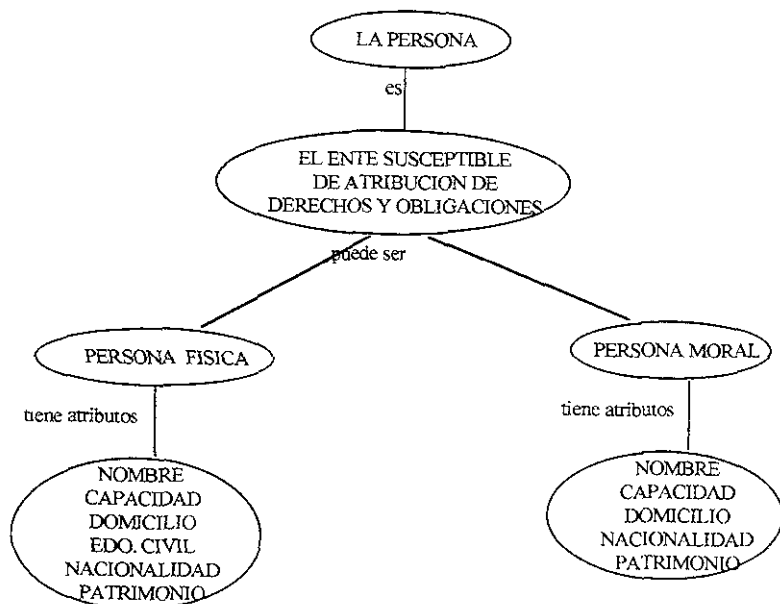 LA PERSONA
es
EL ENTE SUSCEPTIBLE
DE ATRIBUCION DE
DERECHOS Y OBLIGACIONES
puede ser
PERSONA FISICA
PERSONA MORAL
tiene atributos
tiene atributos
NOMBRE
CAPACIDAD
DOMICILIO
EDO. CIVIL
NACIONALIDAD
PATRIMONIO
NOMBRE
CAPACIDAD
DOMICILIO
NACIONALIDAD
PATRIMONIO